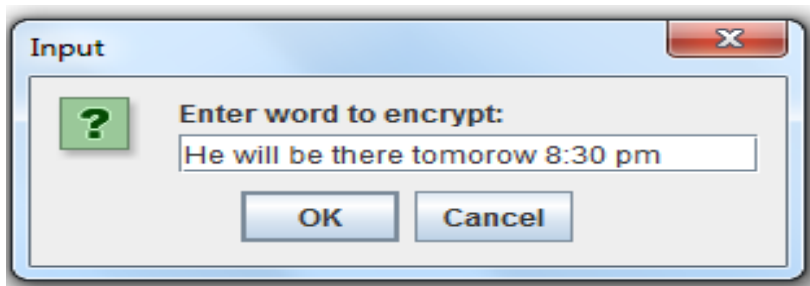 Input
?
Enter word to encrypt:
He will be there tomorow 8:30 pm
OK Cancel